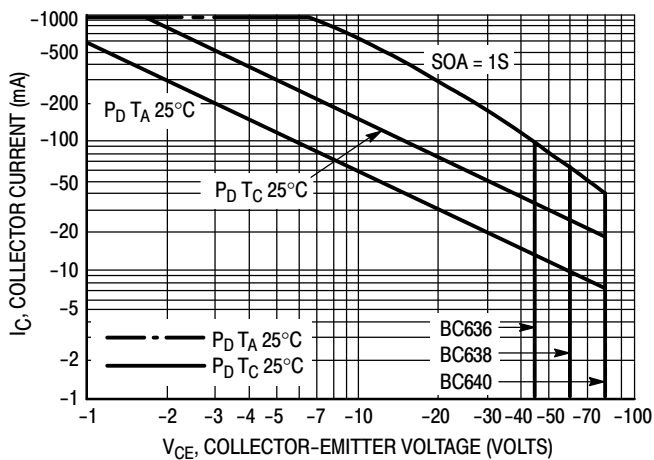 -1000
-500
-200
-100
-50
-20
-10
-5
-2
-1
IC, COLLECTOR CURRENT (mA)
SOA = 1S
PD TA 25°C
PD TC 25°C
PD TA 25°C
PD TC 25°C
BC636
BC638
BC640
-1 -2 -3 -4 -5 -7 -10 -20 -30 -40 -50 -70 -100
VCE, COLLECTOR-EMITTER VOLTAGE (VOLTS)